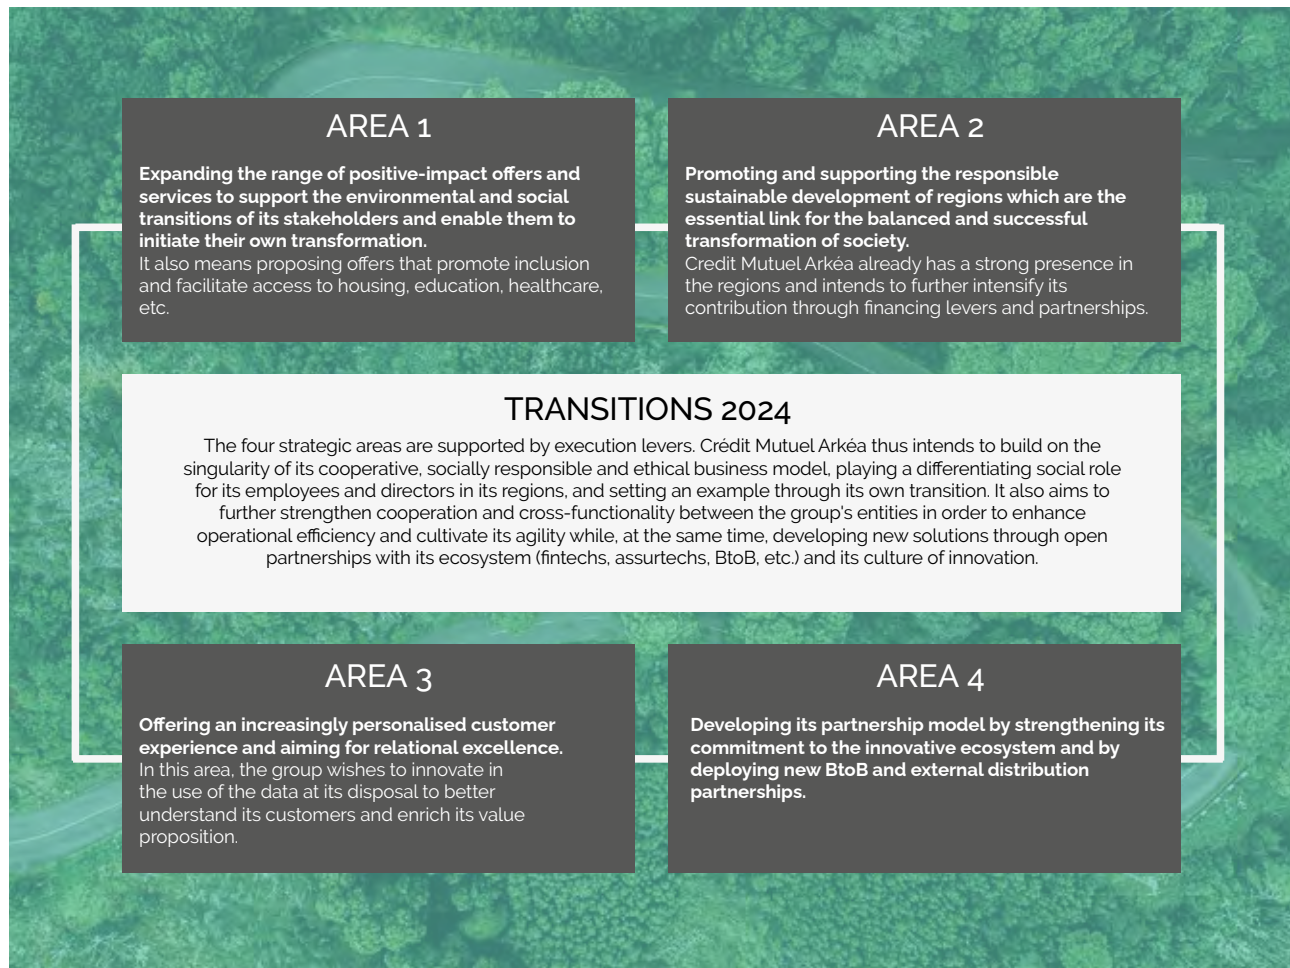 AREA 1
Expanding the range of positive-impact offers and
services to support the environmental and social
transitions of its stakeholders and enable them to
initiate their own transformation.
It also means proposing offers that promote inclusion
and facilitate access to housing, education, healthcare,
etc.
AREA 2
Promoting and supporting the responsible
sustainable development of regions which are the
essential link for the balanced and successful
transformation of society.
Credit Mutuel Arkéa already has a strong presence in
the regions and intends to further intensify its
contribution through financing levers and partnerships.
TRANSITIONS 2024
The four strategic areas are supported by execution levers. Crédit Mutuel Arkéa thus intends to build on the
singularity of its cooperative, socially responsible and ethical business model, playing a differentiating social role
for its employees and directors in its regions, and setting an example through its own transition. It also aims to
further strengthen cooperation and cross-functionality between the group's entities in order to enhance
operational efficiency and cultivate its agility while, at the same time, developing new solutions through open
partnerships with its ecosystem (fintechs, assurtechs, BtoB, etc.) and its culture of innovation.
AREA 3
Offering an increasingly personalised customer
experience and aiming for relational excellence.
In this area, the group wishes to innovate in
the use of the data at its disposal to better
understand its customers and enrich its value
proposition.
AREA 4
Developing its partnership model by strengthening its
commitment to the innovative ecosystem and by
deploying new BtoB and external distribution
partnerships.